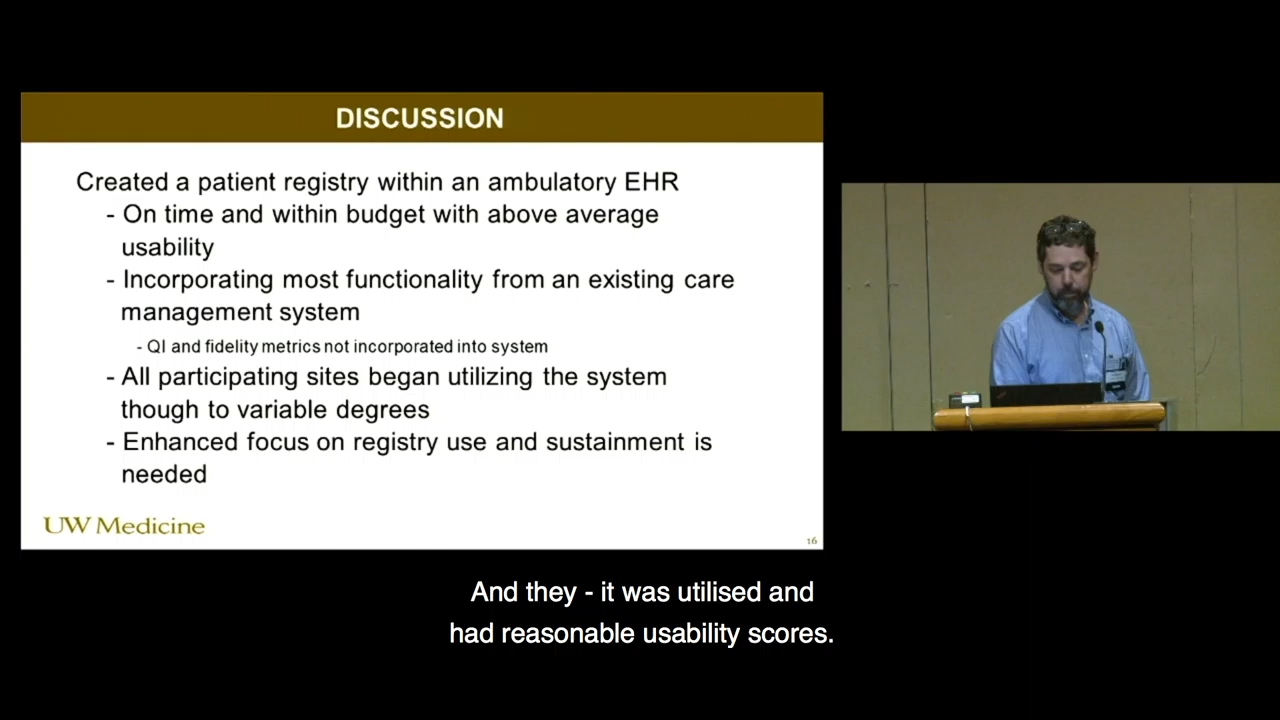 DISCUSSION
Created a patient registry within an ambulatory EHR
- On time and within budget with above average
usability
- Incorporating most functionality from an existing care
management system
- QI and fidelity metrics not incorporated into system
- All participating sites began utilizing the system
though to variable degrees
- Enhanced focus on registry use and sustainment is
needed
UW Medicine
16
And they - it was utilised and
had reasonable usability scores.